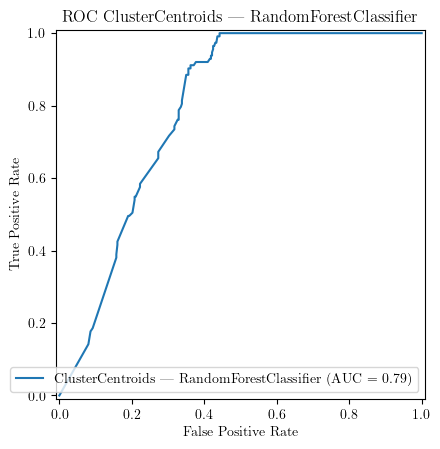 ROC ClusterCentroids — RandomForestClassifier
True Positive Rate
1.0
0.8
0.6
0.4
0.2
0.0
ClusterCentroids — RandomForestClassifier (AUC = 0.79)
0.0 0.2 0.4 0.6 0.8 1.0
False Positive Rate